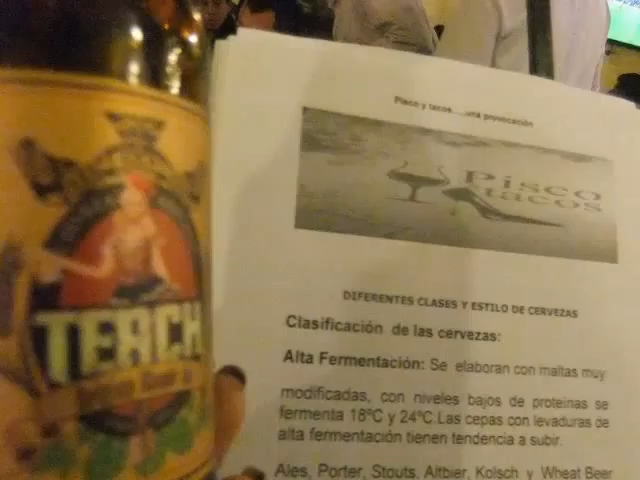 TEACH
Pisco y tacos.....una provocación
Pisco
tacos
DIFERENTES CLASES Y ESTILO DE CERVEZAS
Clasificación de las cervezas:
Alta Fermentación: Se elaboran con maltas muy
modificadas, con niveles bajos de proteinas se
fermenta 18ºC y 24ºC.Las cepas con levaduras de
alta fermentación tienen tendencia a subir.
Ales, Porter, Stouts, Altbier, Kolsch y Wheat Beer